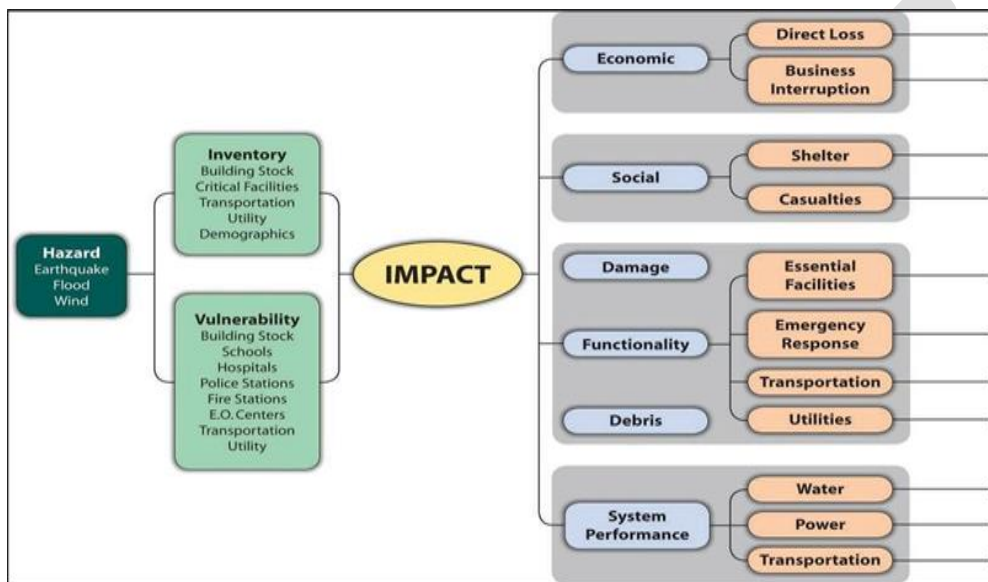 Hazard
Earthquake
Flood
Wind
Inventory
Building Stock
Critical Facilities
Transportation
Utility
Demographics
Vulnerability
Building Stock
Schools
Hospitals
Police Stations
Fire Stations
E.O. Centers
Transportation
Utility
IMPACT
Economic
Direct Loss
Business
Interruption
Social
Shelter
Casualties
Damage
Functionality
Debris
Essential
Facilities
Emergency
Response
Transportation
Utilities
System
Performance
Water
Power
Transportation